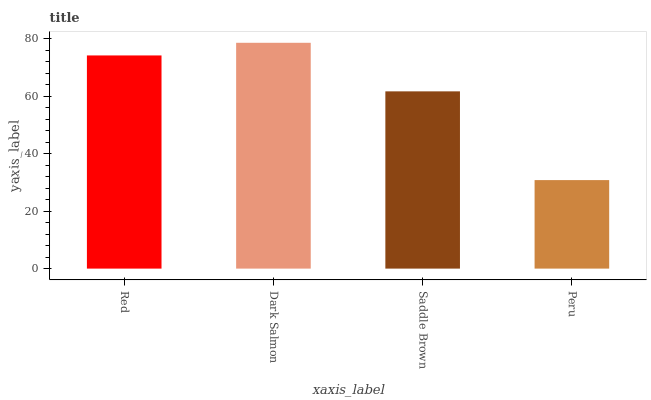 title
yaxis_label
80
60
40
20
0
Red
Dark Salmon
Saddle Brown
Peru
xaxis_label